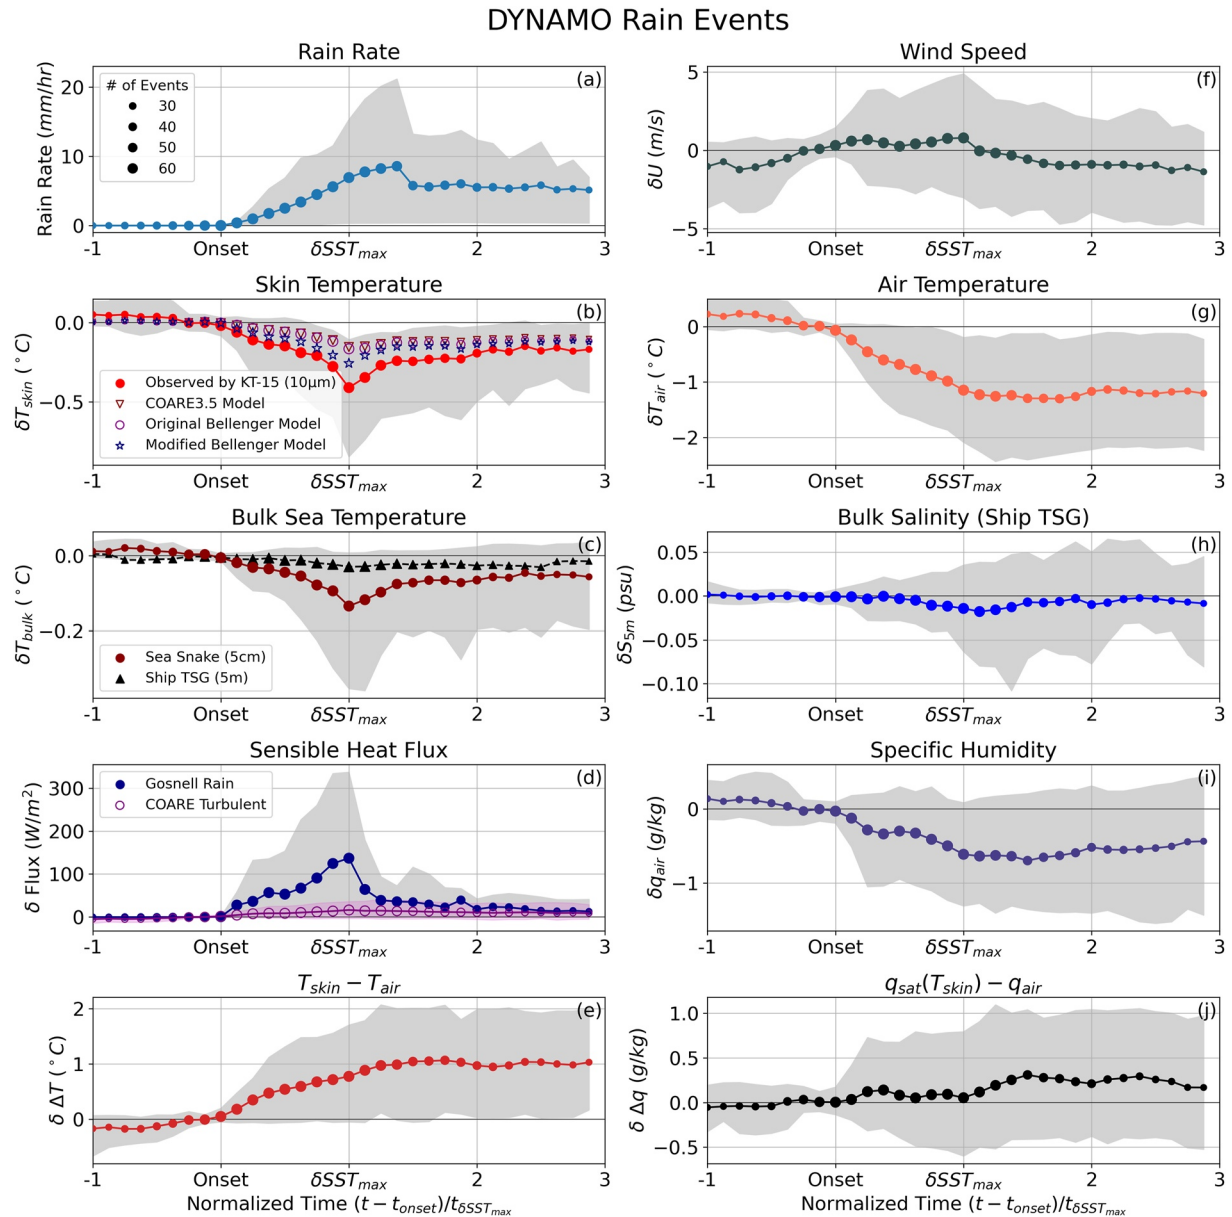 DYNAMO Rain Events
Rain Rate
(a)
# of Events
30
40
50
60
Rain Rate (mm/hr)
20
10
0
-1
Onset
δSST_max
2
3
Skin Temperature
(b)
Observed by KT-15 (10μm)
COARE3.5 Model
Original Bellenger Model
Modified Bellenger Model
δT_skin (°C)
0.0
−0.5
-1
Onset
δSST_max
2
3
Bulk Sea Temperature
(c)
Sea Snake (5cm)
Ship TSG (5m)
δT_bulk (°C)
0.0
−0.2
-1
Onset
δSST_max
2
3
Sensible Heat Flux
(d)
Gosnell Rain
COARE Turbulent
δ Flux (W/m²)
300
200
100
0
-1
Onset
δSST_max
2
3
T_skin − T_air
(e)
δ ΔT (°C)
2
1
0
-1
Onset
δSST_max
2
3
Normalized Time (t − t_onset)/t_δSST_max
Wind Speed
(f)
δU (m/s)
5
0
−5
-1
Onset
δSST_max
2
3
Air Temperature
(g)
δT_air (°C)
0
−1
−2
-1
Onset
δSST_max
2
3
Bulk Salinity (Ship TSG)
(h)
δS_5m (psu)
0.05
0.00
−0.05
−0.10
-1
Onset
δSST_max
2
3
Specific Humidity
(i)
δq_air (g/kg)
0
−1
-1
Onset
δSST_max
2
3
q_sat(T_skin) − q_air
(j)
δ Δq (g/kg)
1.0
0.5
0.0
−0.5
-1
Onset
δSST_max
2
3
Normalized Time (t − t_onset)/t_δSST_max